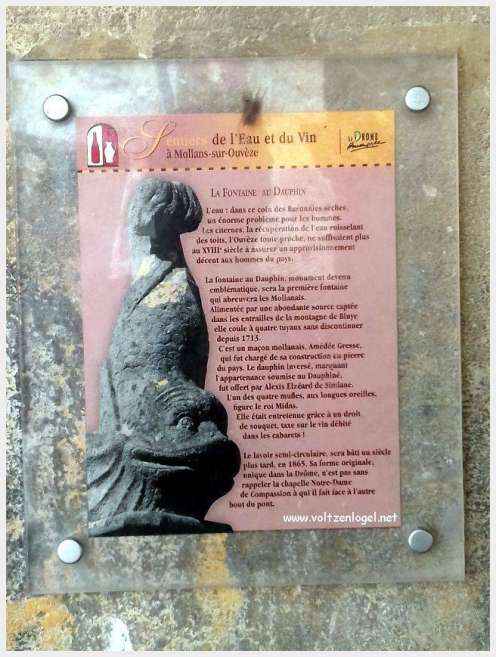 Sentiers de l'Eau et du Vin
à Mollans-sur-Ouvèze
LA DRÔME
LA FONTAINE AU DAUPHIN
L'eau : dans ce coin des Baronnies sèches,
un énorme problème pour les hommes.
Les citernes, la récupération de l'eau ruisselant
des toits, l'Ouvèze toute proche, ne suffisaient plus
au XVIIIᵉ siècle à assurer un approvisionnement
décent aux hommes du pays.
La fontaine au Dauphin, monument devenu
emblématique, sera la première fontaine
qui abreuvera les Mollanais.
Alimentée par une abondante source captée
dans les entrailles de la montagne de Bluye
elle coule à quatre tuyaux sans discontinuer
depuis 1713.
C'est un maçon mollanais, Amédée Gresse,
qui fut chargé de sa construction en pierre
du pays. Le dauphin inversé, marquant
l'appartenance soumise au Dauphiné,
fut offert par Alexis Elzéard de Simiane.
L'un des quatre mufles, aux longues oreilles,
figure le roi Midas.
Elle était entretenue grâce à un droit
de souquet, taxe sur le vin débité
dans les cabarets !
Le lavoir semi-circulaire, sera bâti un siècle
plus tard, en 1865. Sa forme originale,
unique dans la Drôme, n'est pas sans
rappeler la chapelle Notre-Dame
de Compassion à qui il fait face à l'autre
bout du pont.
www.voltzenlogel.net